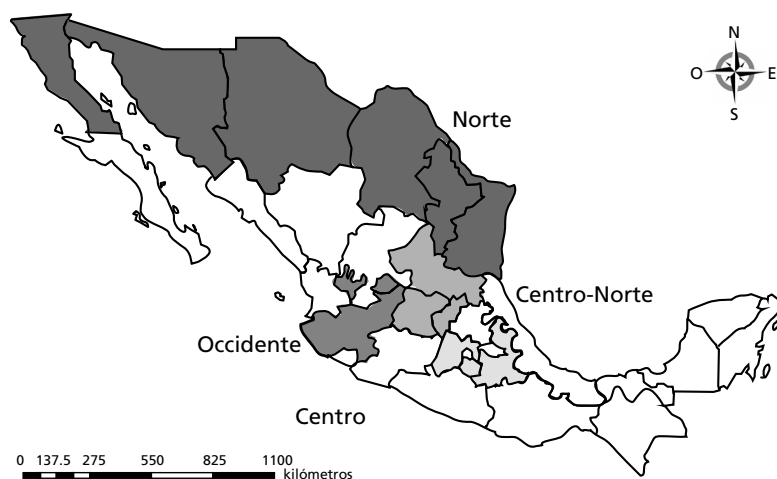 N
O E
S
Norte
Centro-Norte
Occidente
Centro
0 137.5 275 550 825 1100
kilómetros